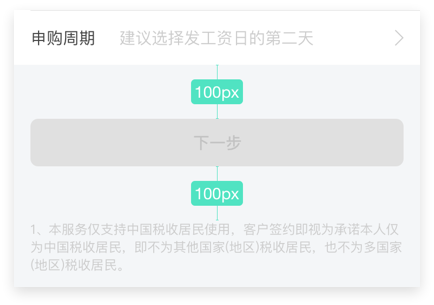 申购周期 建议选择发工资日的第二天
100px
下一步
100px
1、本服务仅支持中国税收居民使用，客户签约即视为承诺本人仅
为中国税收居民，即不为其他国家(地区)税收居民，也不为多国家
(地区)税收居民。